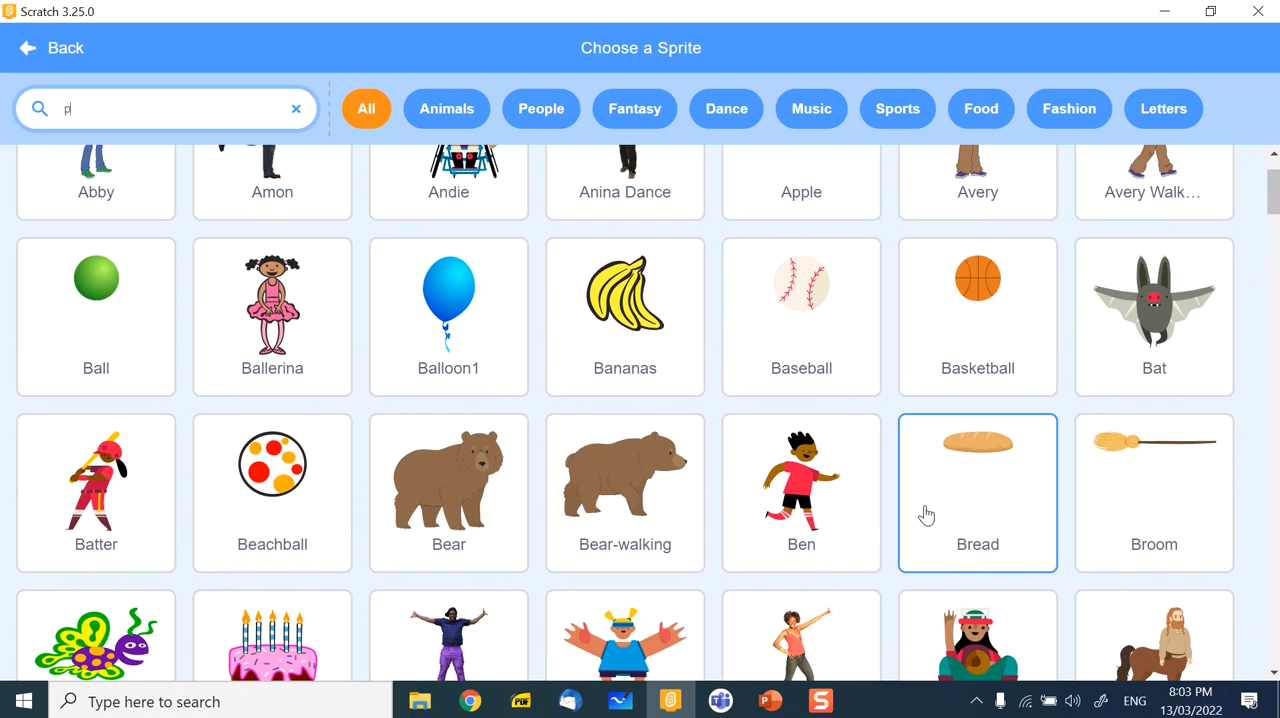 Scratch 3.25.0
Back
Choose a Sprite
p
All Animals People Fantasy Dance Music Sports Food Fashion Letters
Abby Amon Andie Anina Dance Apple Avery Avery Walk...
Ball Ballerina Balloon1 Bananas Baseball Basketball Bat
Batter Beachball Bear Bear-walking Ben Bread Broom
Type here to search
PDF
P
S
ENG
8:03 PM
13/03/2022